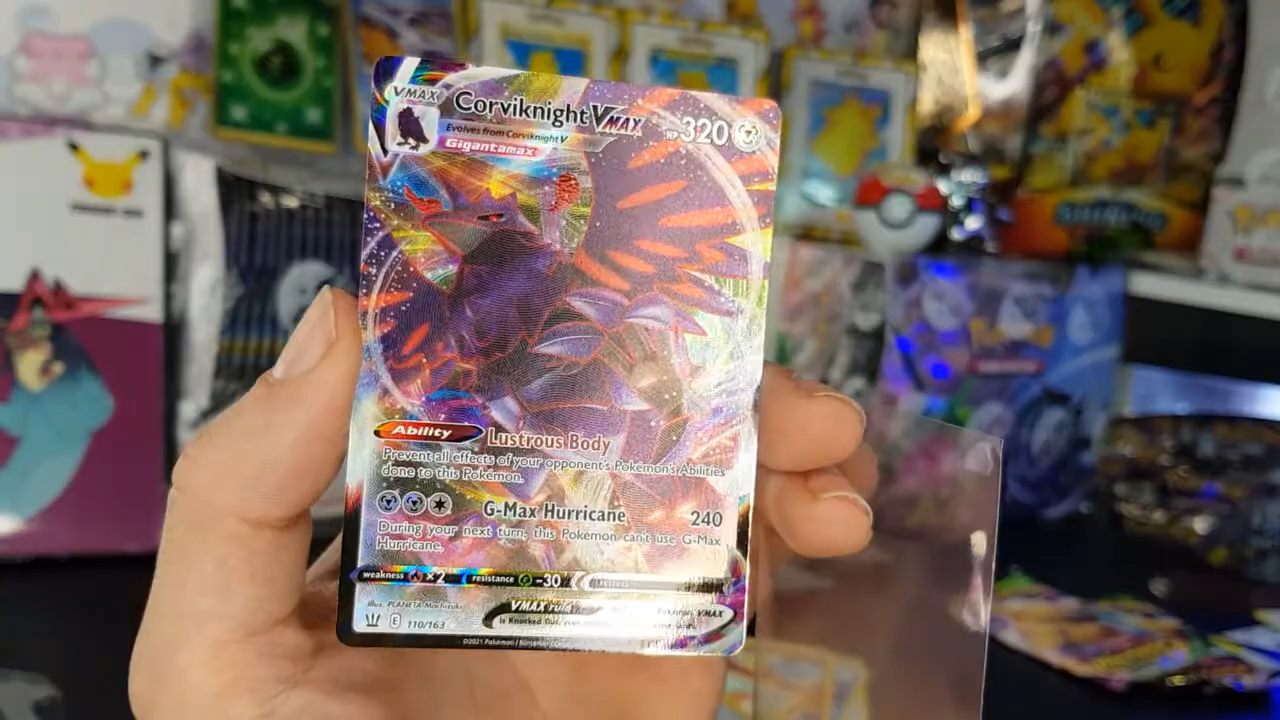 VMAX
Corviknight VMAX
HP 320
Evolves from Corviknight V
Gigantamax
Ability Lustrous Body
Prevent all effects of your opponent's Pokémon's Abilities
done to this Pokémon.
G-Max Hurricane 240
During your next turn, this Pokémon can't use G-Max
Hurricane.
weakness ×2 resistance -30
Illus. PLANETA Mochizuki
VMAX rule
Pokémon VMAX
is Knocked Out, your
E 110/163
©2021 Pokémon / Nintendo